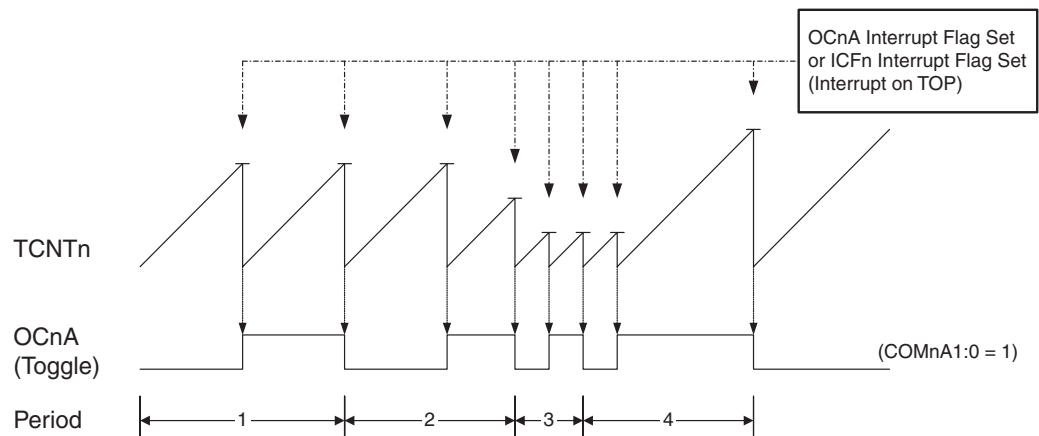 OCnA Interrupt Flag Set
or ICFn Interrupt Flag Set
(Interrupt on TOP)
TCNTn
OCnA
(Toggle)
(COMnA1:0 = 1)
Period
1
2
3
4